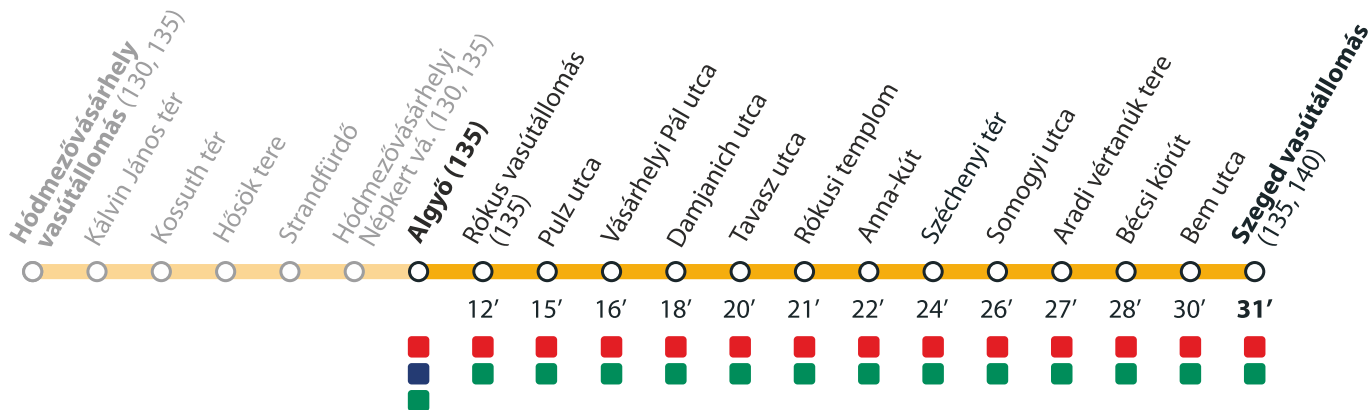 Hódmezővásárhely
vasútállomás (130, 135)
Kálvin János tér
Kossuth tér
Hősök tere
Strandfürdő
Hódmezővásárhelyi
Népkert vá. (130, 135)
Algyő (135)
Rókus vasútállomás
(135)
Pulz utca
Vásárhelyi Pál utca
Damjanich utca
Tavasz utca
Rókusi templom
Anna-kút
Széchenyi tér
Somogyi utca
Aradi vértanúk tere
Bécsi körút
Bem utca
Szeged vasútállomás
(135, 140)
12’ 15’ 16’ 18’ 20’ 21’ 22’ 24’ 26’ 27’ 28’ 30’ 31’